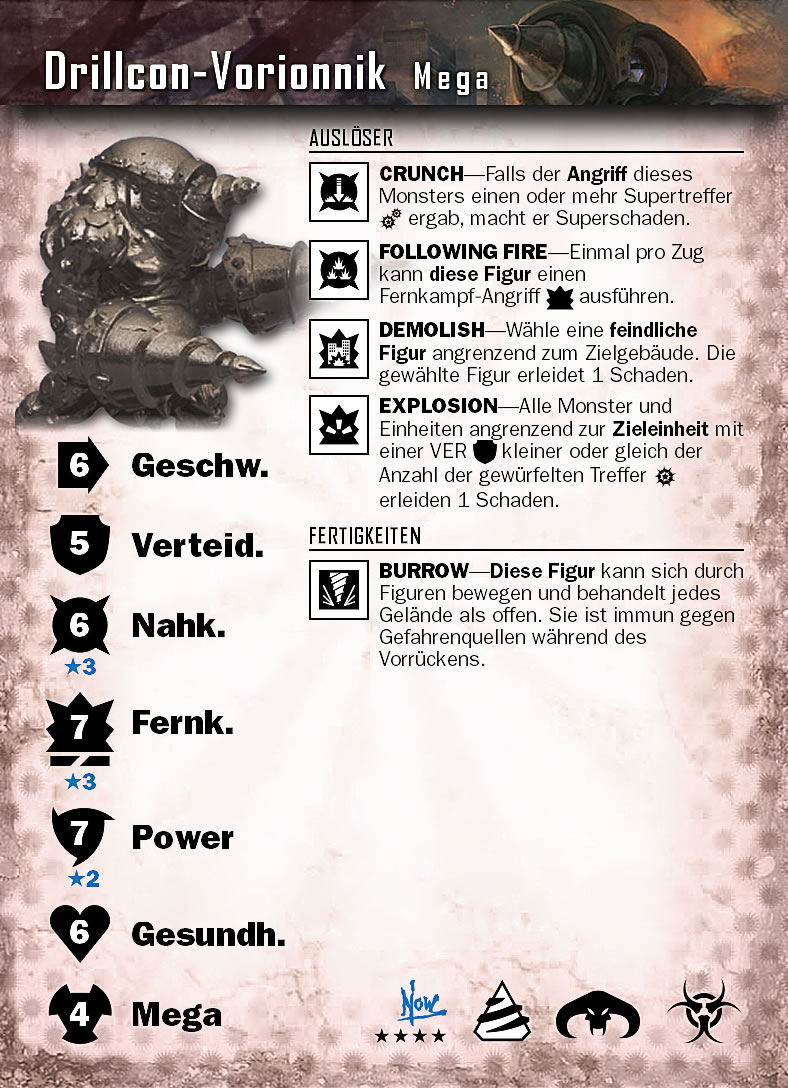 Drillcon-Vorionnik Mega
AUSLÖSER
CRUNCH—Falls der Angriff dieses
Monsters einen oder mehr Supertreffer
ergab, macht er Superschaden.
FOLLOWING FIRE—Einmal pro Zug
kann diese Figur einen
Fernkampf-Angriff ausführen.
DEMOLISH—Wähle eine feindliche
Figur angrenzend zum Zielgebäude. Die
gewählte Figur erleidet 1 Schaden.
EXPLOSION—Alle Monster und
Einheiten angrenzend zur Zieleinheit mit
einer VER kleiner oder gleich der
Anzahl der gewürfelten Treffer
erleiden 1 Schaden.
FERTIGKEITEN
BURROW—Diese Figur kann sich durch
Figuren bewegen und behandelt jedes
Gelände als offen. Sie ist immun gegen
Gefahrenquellen während des
Vorrückens.
6 Geschw.
5 Verteid.
6 Nahk.
★3
7 Fernk.
★3
7 Power
★2
6 Gesundh.
4 Mega
Now
★★★★